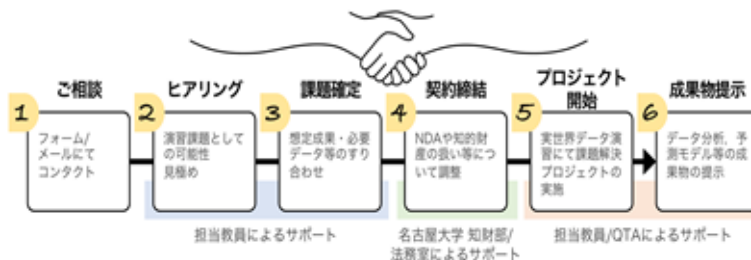 ご相談
1
フォーム/
メールにて
コンタクト
ヒアリング
2
演習課題として
の可能性
見極め
課題確定
3
想定成果・必要
データ等のすり
合わせ
契約締結
4
NDAや知的財
産の扱い等につ
いて調整
プロジェクト
開始
5
実世界データ演
習にて課題解決
プロジェクトの
実施
成果物提示
6
データ分析，予
測モデル等の成
果物の提示
担当教員によるサポート
名古屋大学 知財部/
法務室によるサポート
担当教員/QTAによるサポート